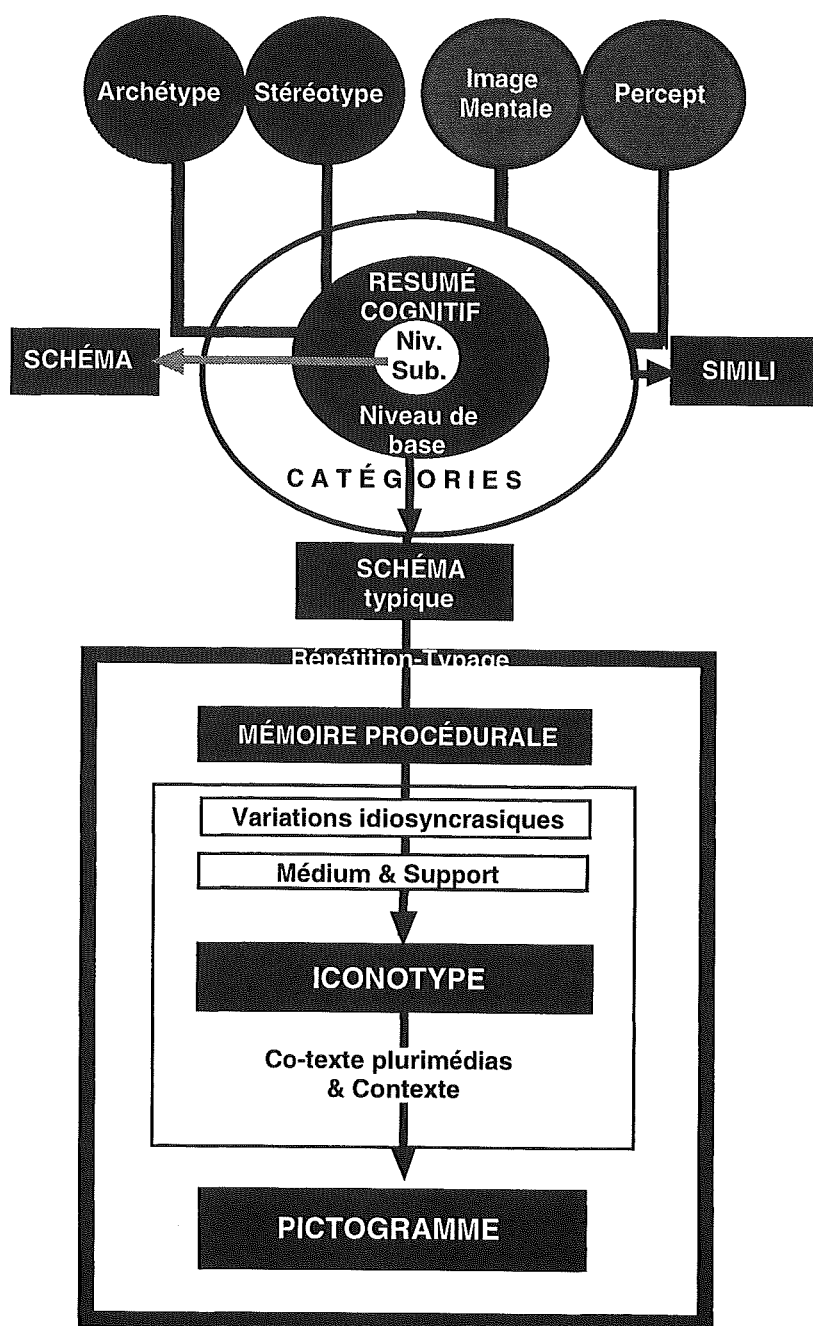 Archétype
Stéréotype
Image
Mentale
Percept
RESUMÉ
COGNITIF
Niv.
Sub.
SCHÉMA
SIMILI
Niveau de
base
CATÉGORIES
SCHÉMA
typique
Répétition-Typage
MÉMOIRE PROCÉDURALE
Variations idiosyncrasiques
Médium & Support
ICONOTYPE
Co-texte plurimédias
& Contexte
PICTOGRAMME